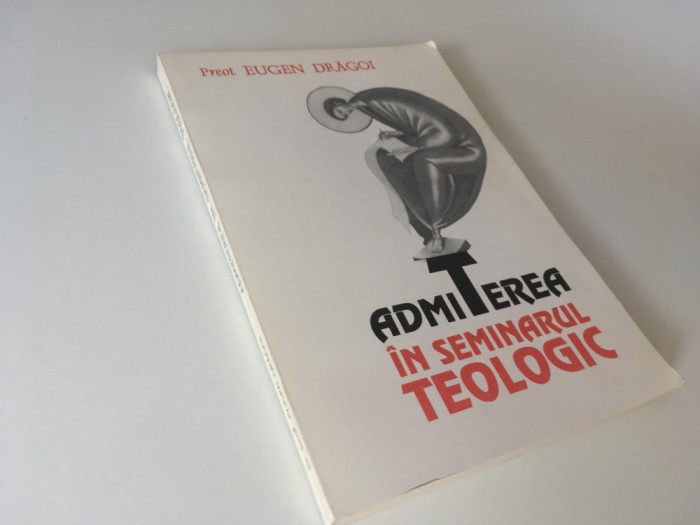 Preot EUGEN DRĂGOI
ADMITEREA
ÎN SEMINARUL
TEOLOGIC